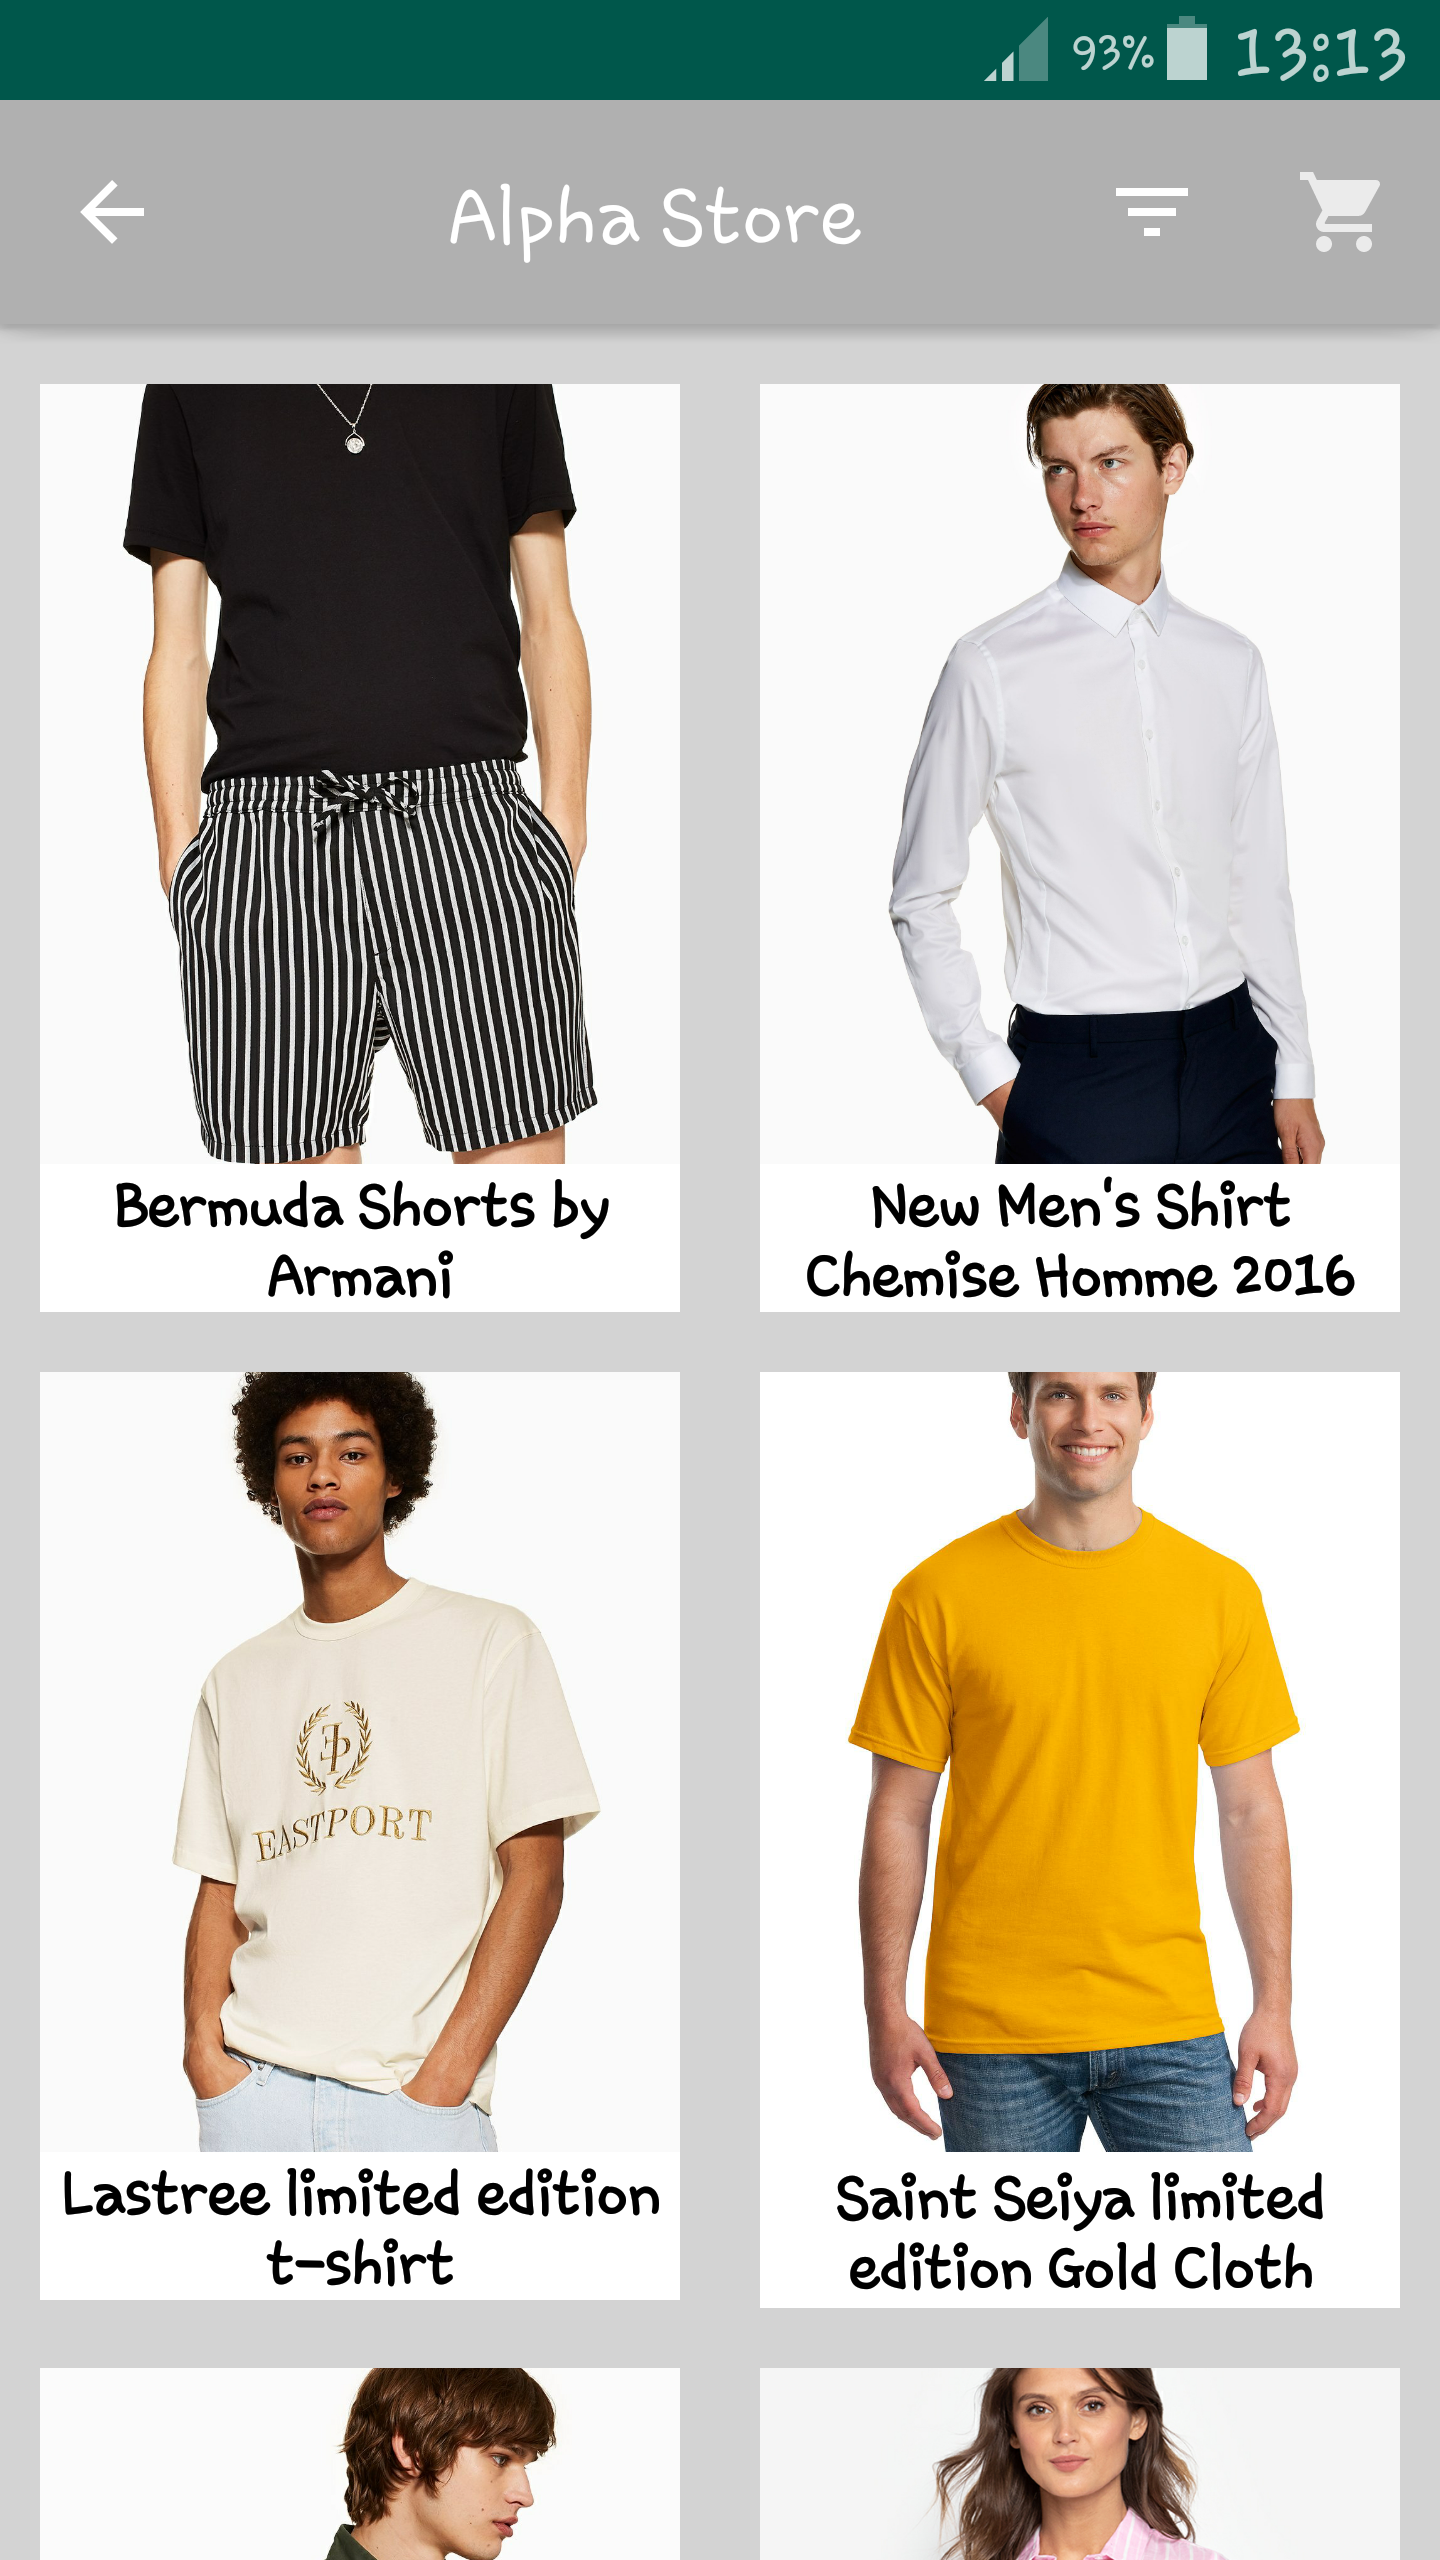 93% 13:13
Alpha Store
Bermuda Shorts by
Armani
New Men's Shirt
Chemise Homme 2016
EASTPORT
Lastree limited edition
t-shirt
Saint Seiya limited
edition Gold Cloth